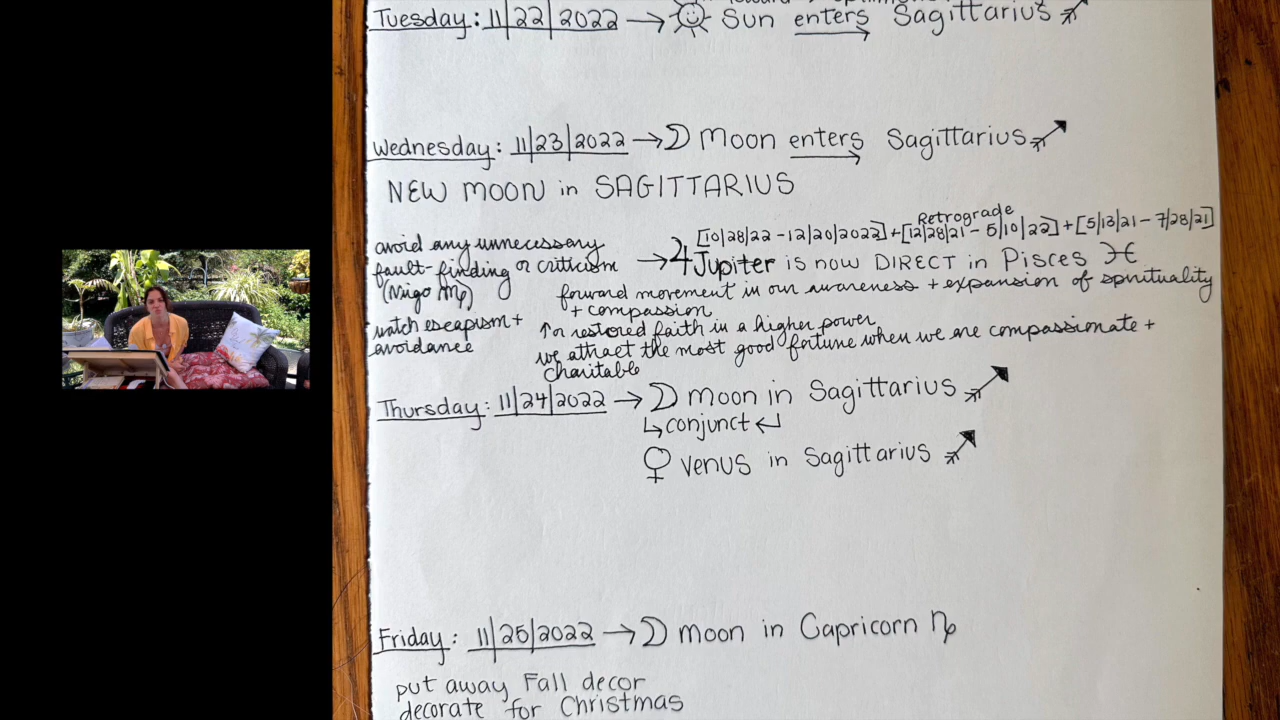 Tuesday: 11/22/2022 → Sun enters Sagittarius
Wednesday: 11/23/2022 → Moon enters Sagittarius
NEW MOON in SAGITTARIUS
Retrograde
[10/28/22 - 12/20/2022] + [12/28/21 - 5/10/22] + [5/13/21 - 7/28/21]
→ ♃ Jupiter is now DIRECT in Pisces ♓
forward movement in our awareness + expansion of spirituality
+ compassion
↑ or restored faith in a higher power
we attract the most good fortune when we are compassionate +
charitable
avoid any unnecessary
fault-finding or criticism
(Virgo ♍)
watch escapism +
avoidance
Thursday: 11/24/2022 → moon in Sagittarius
↳ conjunct ↵
♀ venus in Sagittarius
Friday: 11/25/2022 → moon in Capricorn ♑
put away Fall decor
decorate for Christmas